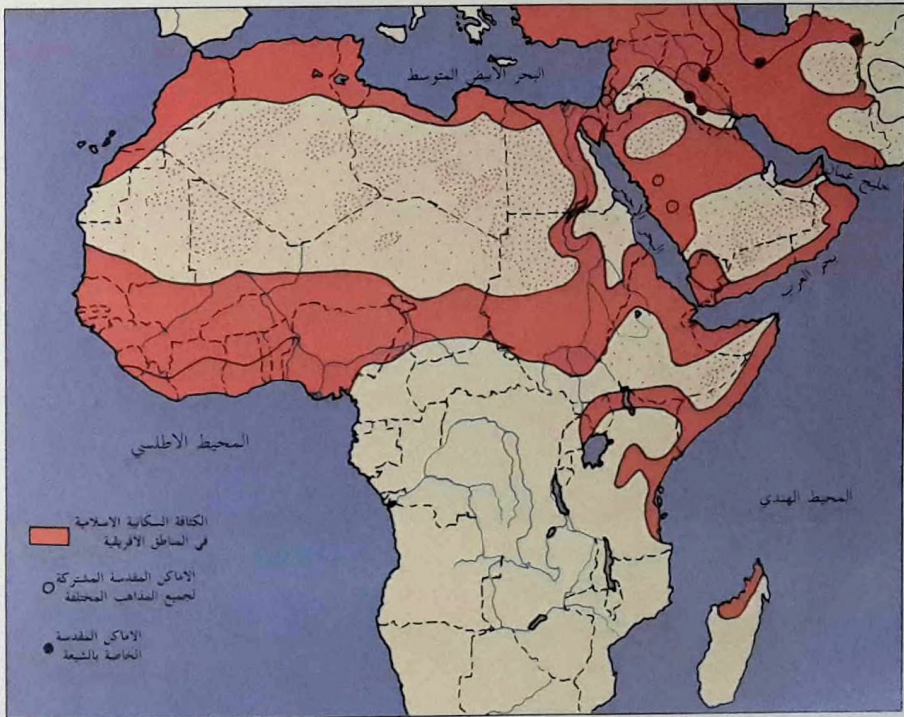 البحر الابيض المتوسط
خليج عمان
البحر
بحر العرب
المحيط الاطلسي
المحيط الهندي
الكثافة السكانية الاسلامية
في المناطق الافريقية
الاماكن المقدسة المشتركة
لجميع المذاهب المختلفة
الاماكن المقدسة
الخاصة بالشيعة